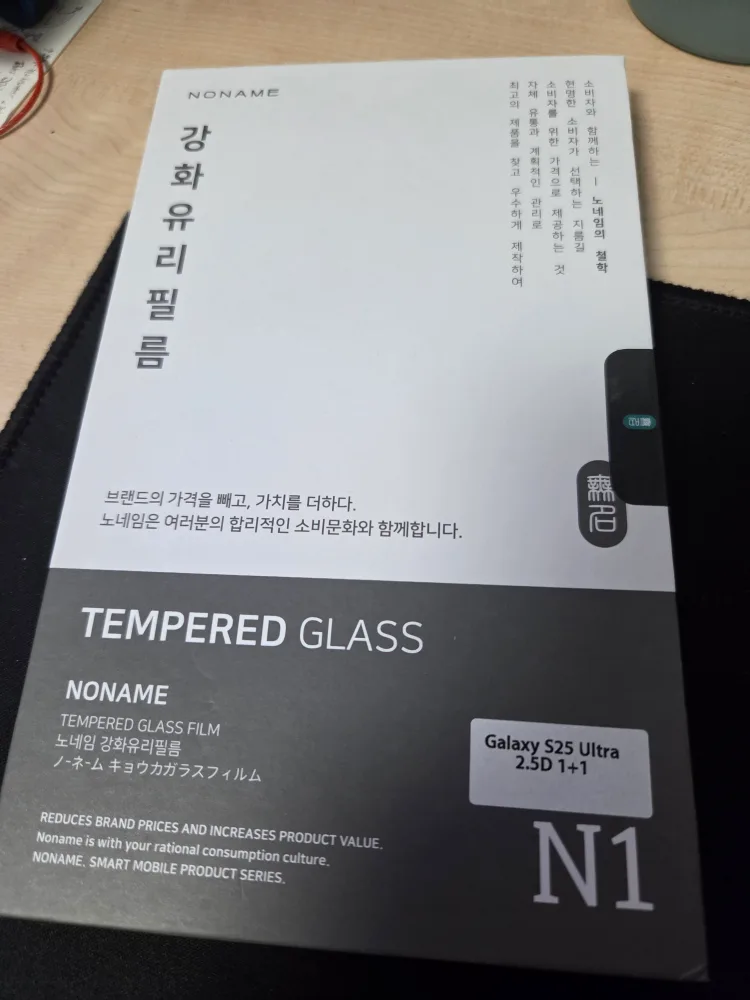 NONAME
강화유리필름
소비자와 함께하는 ㅡ 노네임의 철학
현명한 소비자가 선택하는 지름길
소비자를 위한 가격으로 제공하는 것
자체 유통과 계획적인 관리로
최고의 제품을 찾고 우수하게 제작하여
無名
브랜드의 가격을 빼고, 가치를 더하다.
노네임은 여러분의 합리적인 소비문화와 함께합니다.
TEMPERED GLASS
NONAME
TEMPERED GLASS FILM
노네임 강화유리필름
ノーネーム キョウカガラスフィルム
Galaxy S25 Ultra
2.5D 1+1
REDUCES BRAND PRICES AND INCREASES PRODUCT VALUE.
Noname is with your rational consumption culture.
NONAME. SMART MOBILE PRODUCT SERIES.
N1